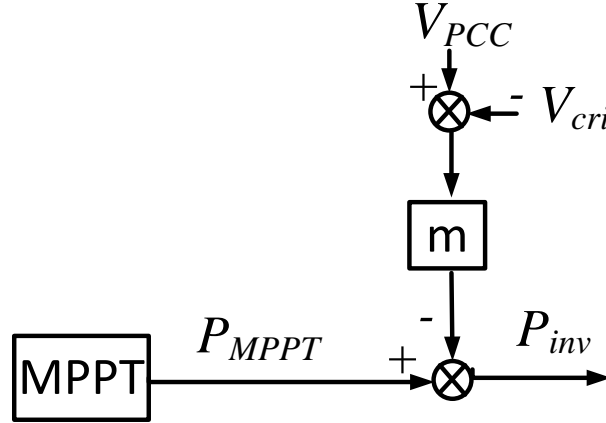 V_PCC
+
- V_cri
m
-
P_MPPT
+
P_inv
MPPT